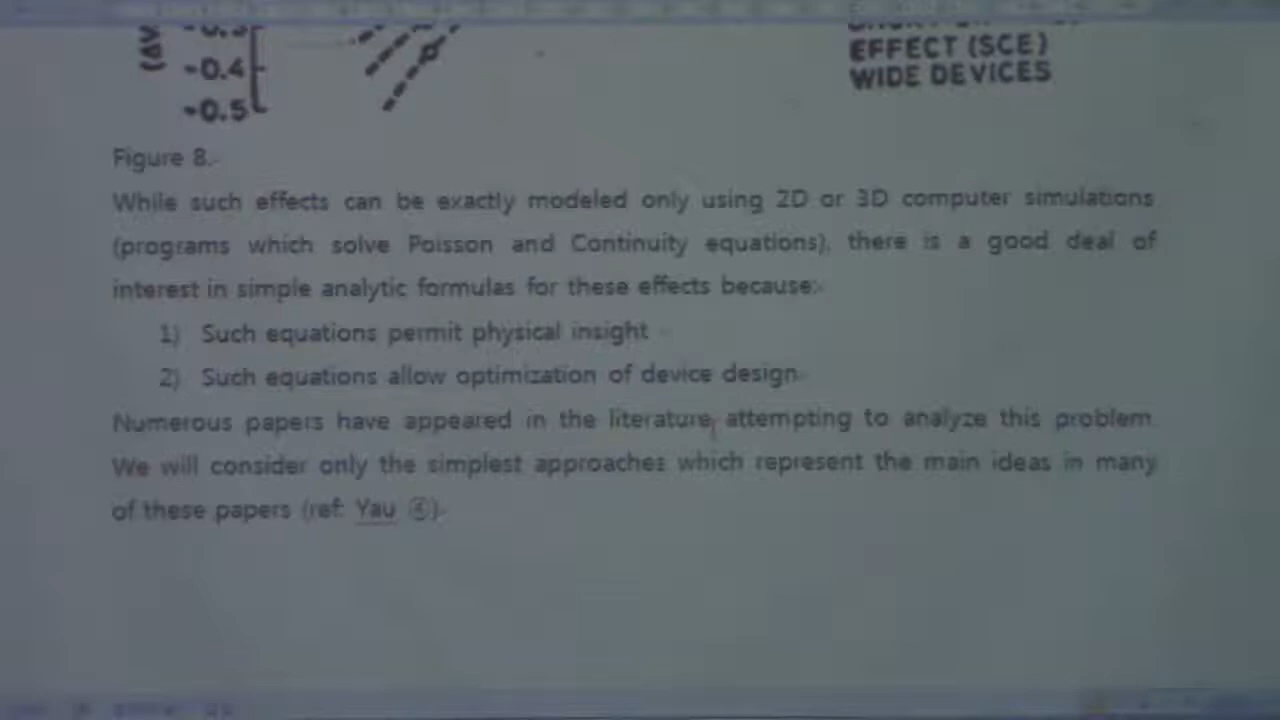 -0.4
-0.5
EFFECT (SCE)
WIDE DEVICES
Figure 8.
While such effects can be exactly modeled only using 2D or 3D computer simulations
(programs which solve Poisson and Continuity equations), there is a good deal of
interest in simple analytic formulas for these effects because:
1) Such equations permit physical insight
2) Such equations allow optimization of device design
Numerous papers have appeared in the literature, attempting to analyze this problem.
We will consider only the simplest approaches which represent the main ideas in many
of these papers (ref: Yau